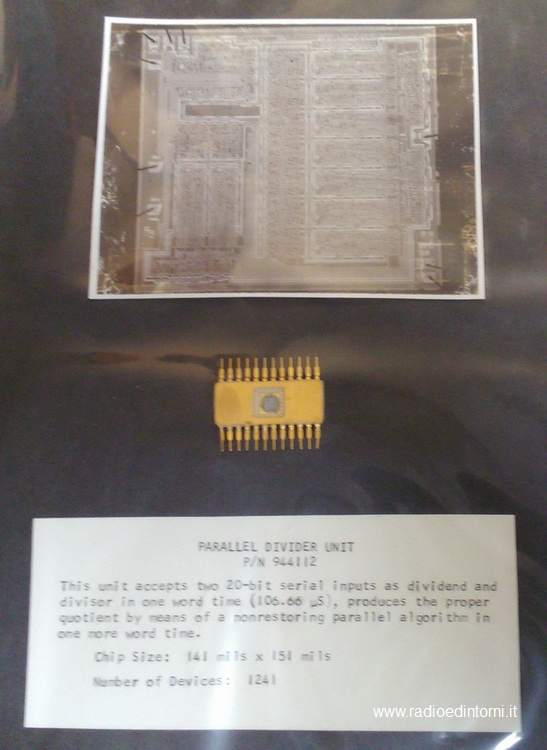 PARALLEL DIVIDER UNIT
P/N 944112
This unit accepts two 20-bit serial inputs as dividend and
divisor in one word time (106.66 µS), produces the proper
quotient by means of a nonrestoring parallel algorithm in
one more word time.
Chip Size: 141 mils x 151 mils
Number of Devices: 1241
www.radioedintorni.it